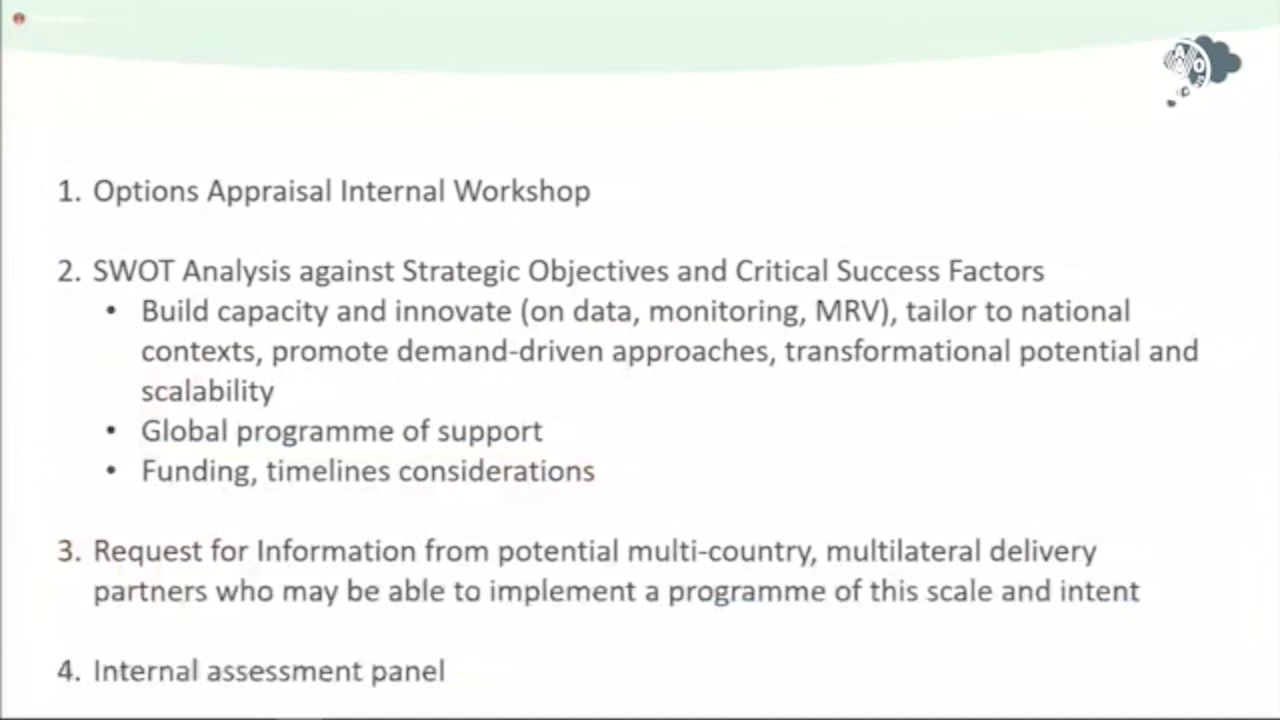 1. Options Appraisal Internal Workshop
2. SWOT Analysis against Strategic Objectives and Critical Success Factors
• Build capacity and innovate (on data, monitoring, MRV), tailor to national
contexts, promote demand-driven approaches, transformational potential and
scalability
• Global programme of support
• Funding, timelines considerations
3. Request for Information from potential multi-country, multilateral delivery
partners who may be able to implement a programme of this scale and intent
4. Internal assessment panel